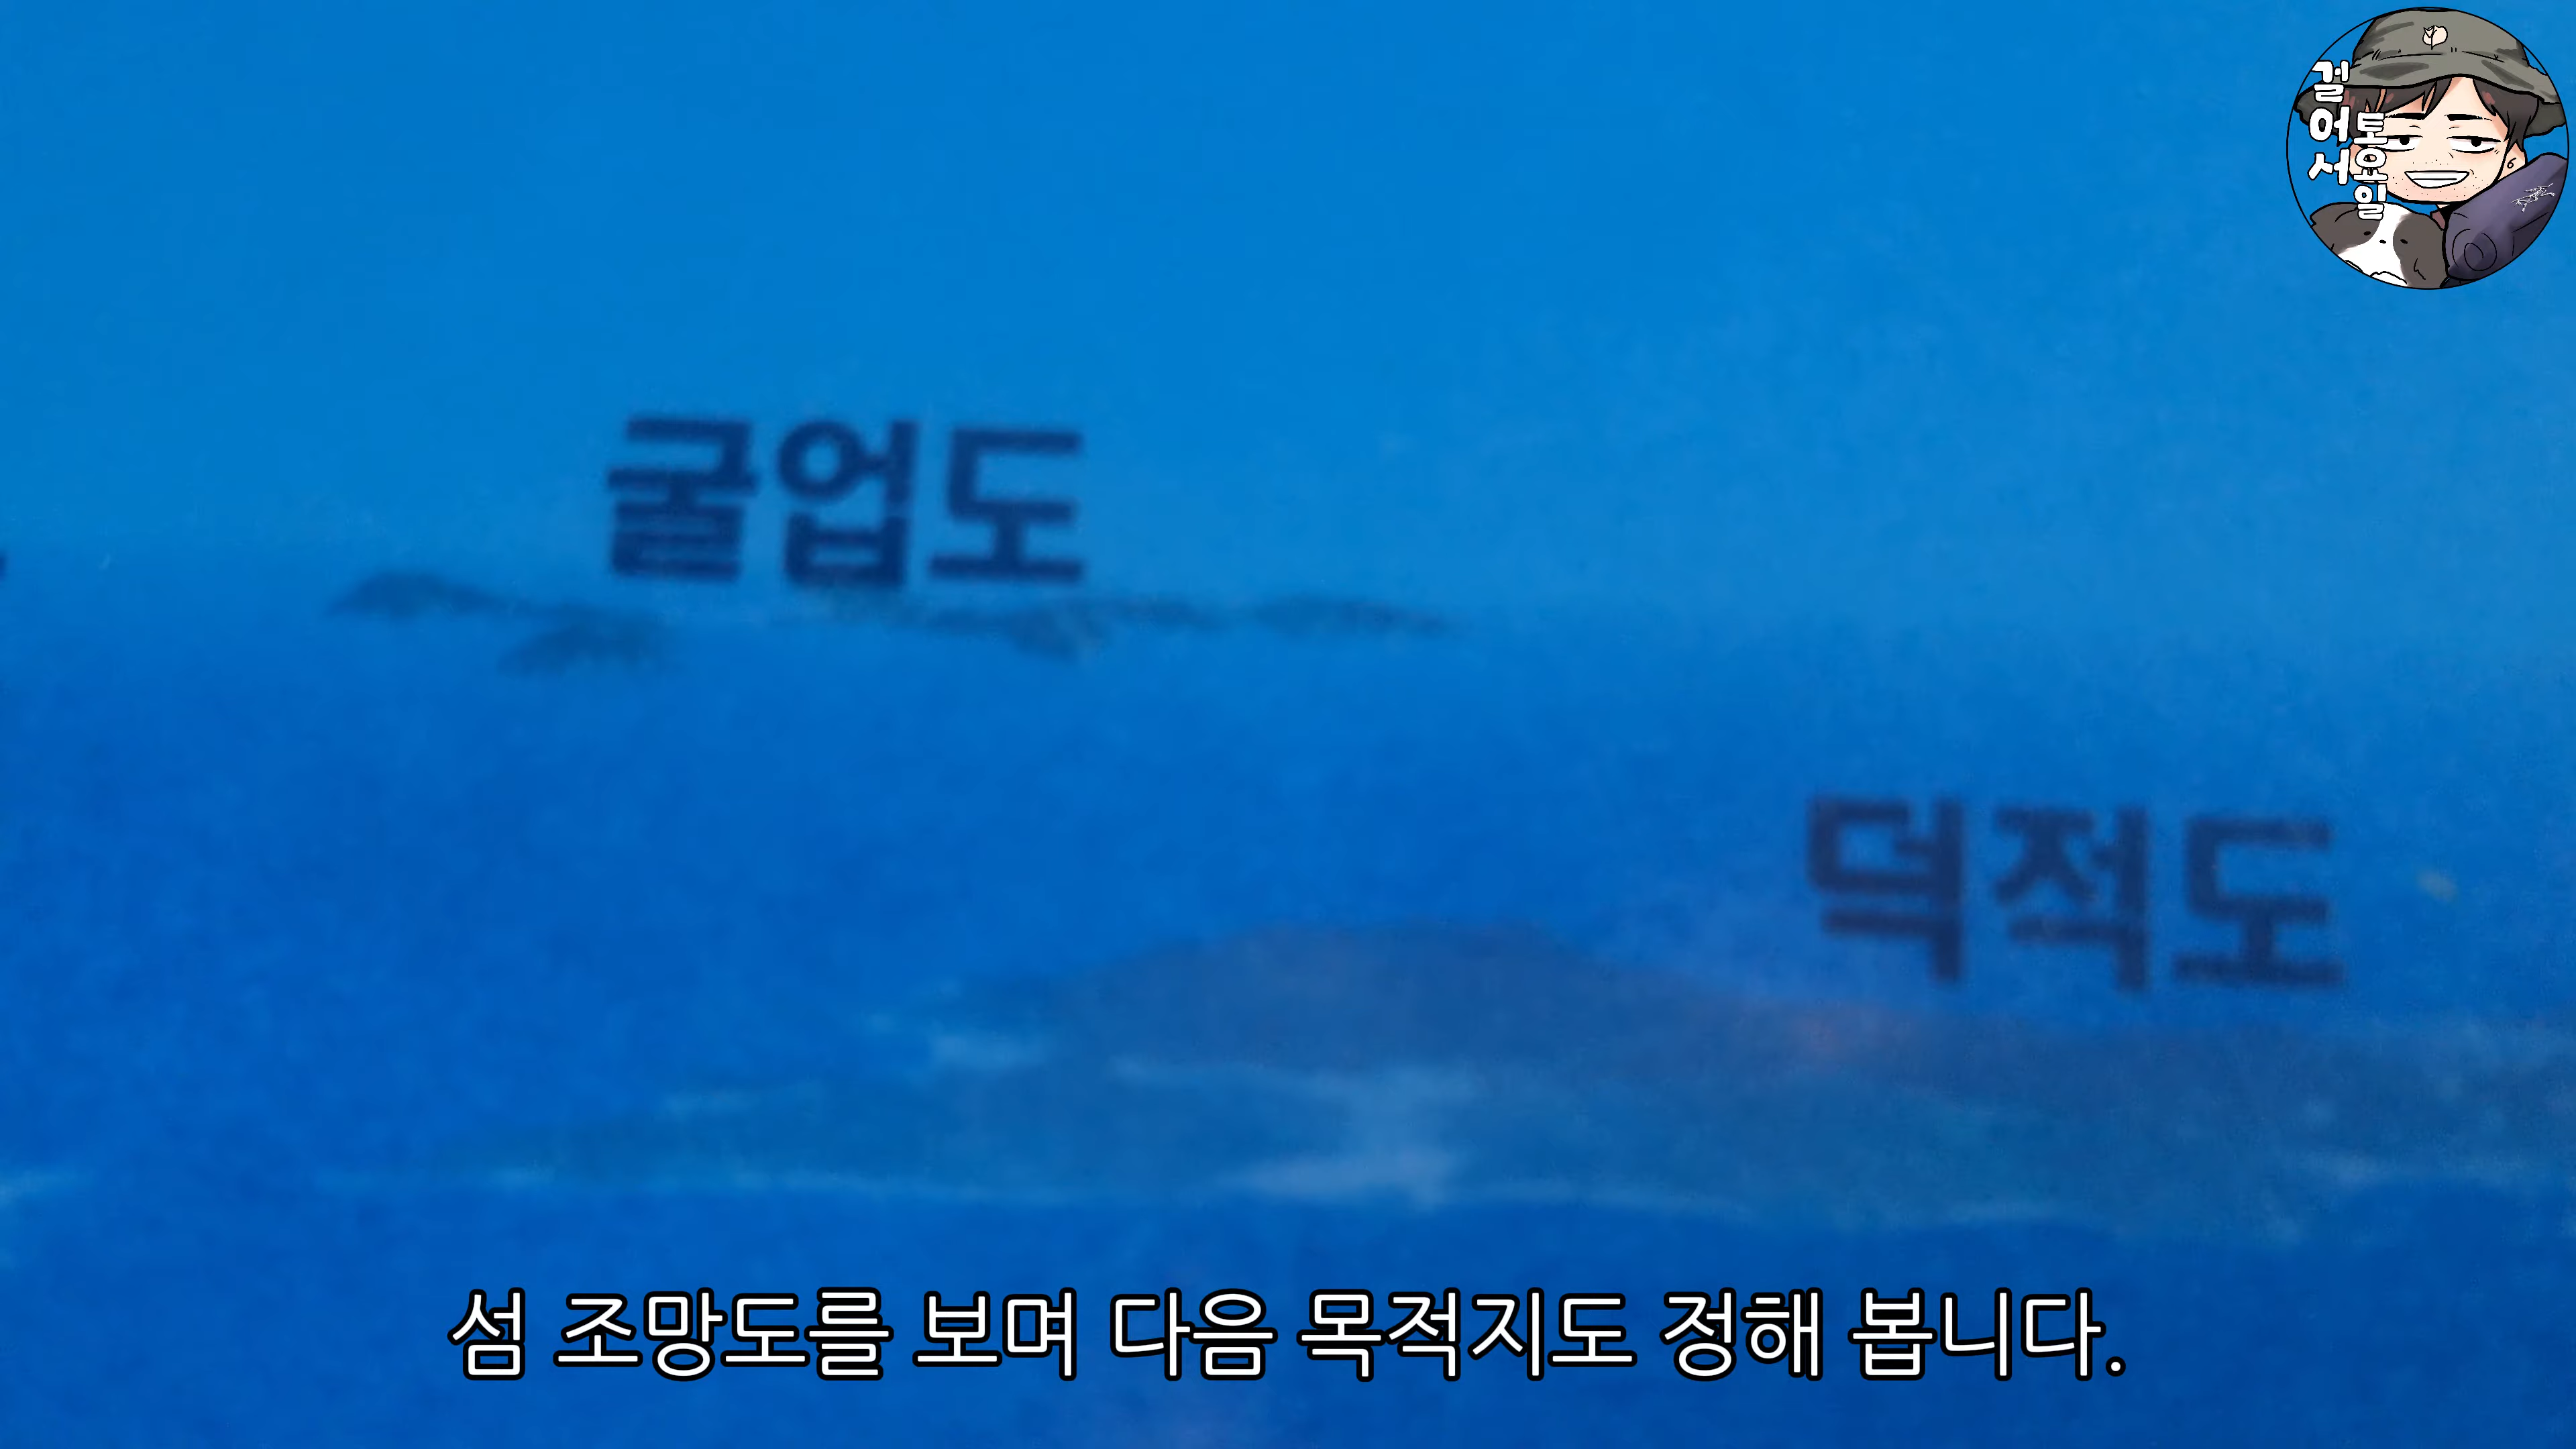 걸어서
토요일
굴업도
덕적도
섬 조망도를 보며 다음 목적지도 정해 봅니다.